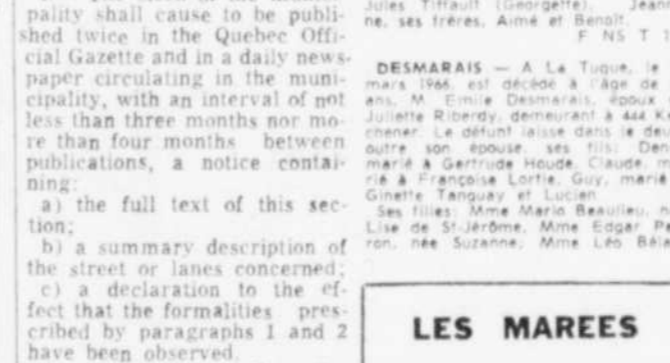 pality shall cause to be publi-
shed twice in the Quebec Offi-
cial Gazette and in a daily news-
paper circulating in the muni-
cipality, with an interval of not
less than three months nor mo-
re than four months between
publications, a notice contai-
ning:
a) the full text of this sec-
tion;
b) a summary description of
the street or lanes concerned;
c) a declaration to the ef-
fect that the formalities pres-
cribed by paragraphs 1 and 2
have been observed.
Jules Tiffault (Georgette),
ne, ses frères, Aimé et Benoît.
F NS T
DESMARAIS — A La Tuque, le
mars 1966, est décédé à l'âge de
ans, M. Emile Desmarais, époux
Juliette Riberdy, demeurant à 444
chener. Le défunt laisse dans le
outre son épouse, ses fils:
marié à Gertrude Houde, Claude,
rié à Françoise Lortie, Guy, marié
Ginette Tanguay et Lucien
Ses filles: Mme Mario Beaulieu,
Lise de St-Jérôme, Mme Edgar
ron, née Suzanne; Mme Léo
LES MAREES